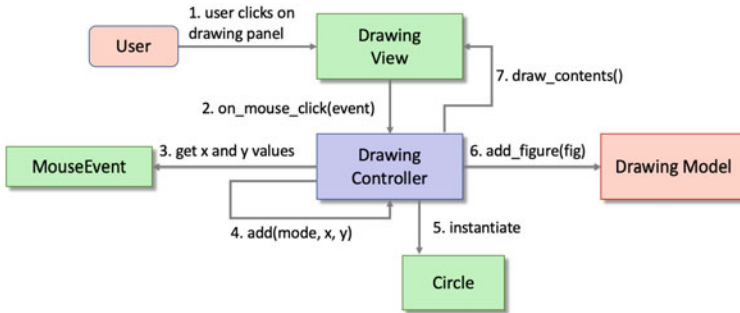 1. user clicks on
drawing panel
User
Drawing
View
7. draw_contents()
2. on_mouse_click(event)
MouseEvent
3. get x and y values
Drawing
Controller
6. add_figure(fig)
Drawing Model
4. add(mode, x, y)
5. instantiate
Circle